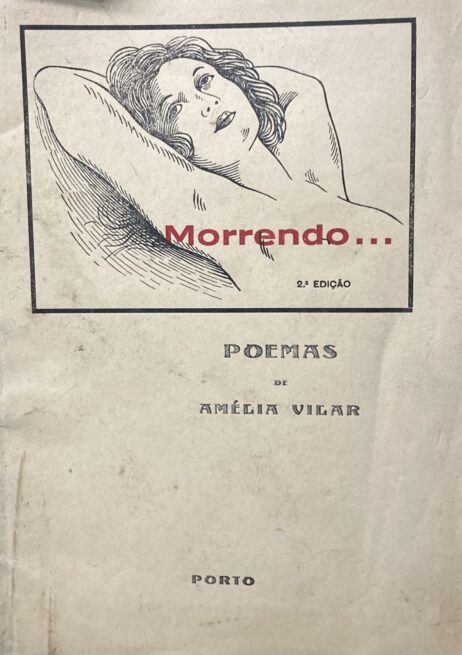 Morrendo...
2.ª EDIÇÃO
POEMAS
DE
AMÉLIA VILAR
PORTO